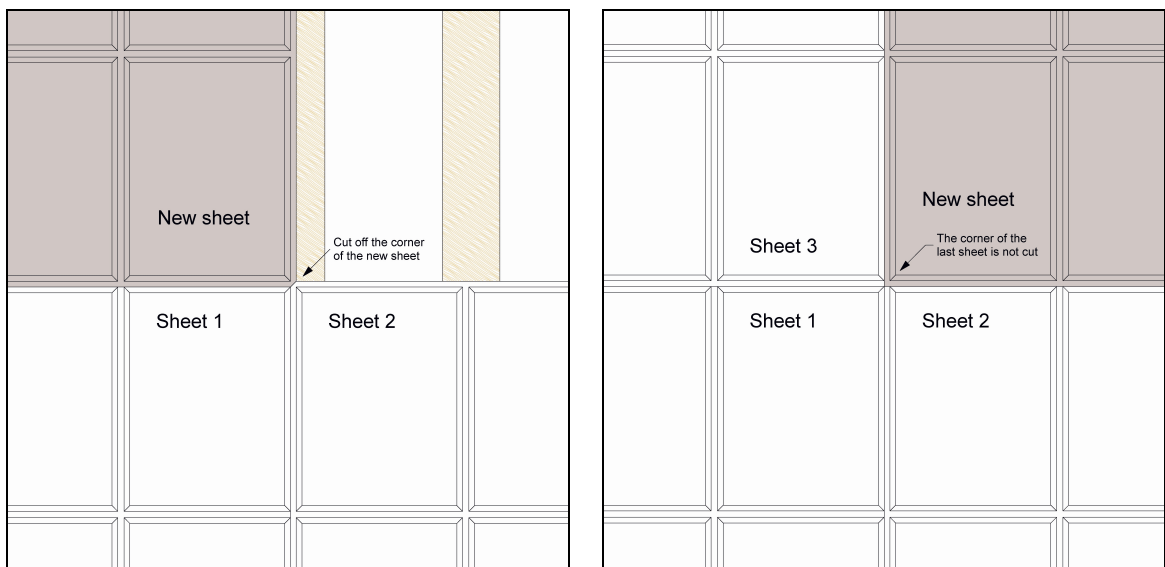 New sheet
Cut off the corner
of the new sheet
Sheet 1
Sheet 2
New sheet
The corner of the
last sheet is not cut
Sheet 3
Sheet 1
Sheet 2